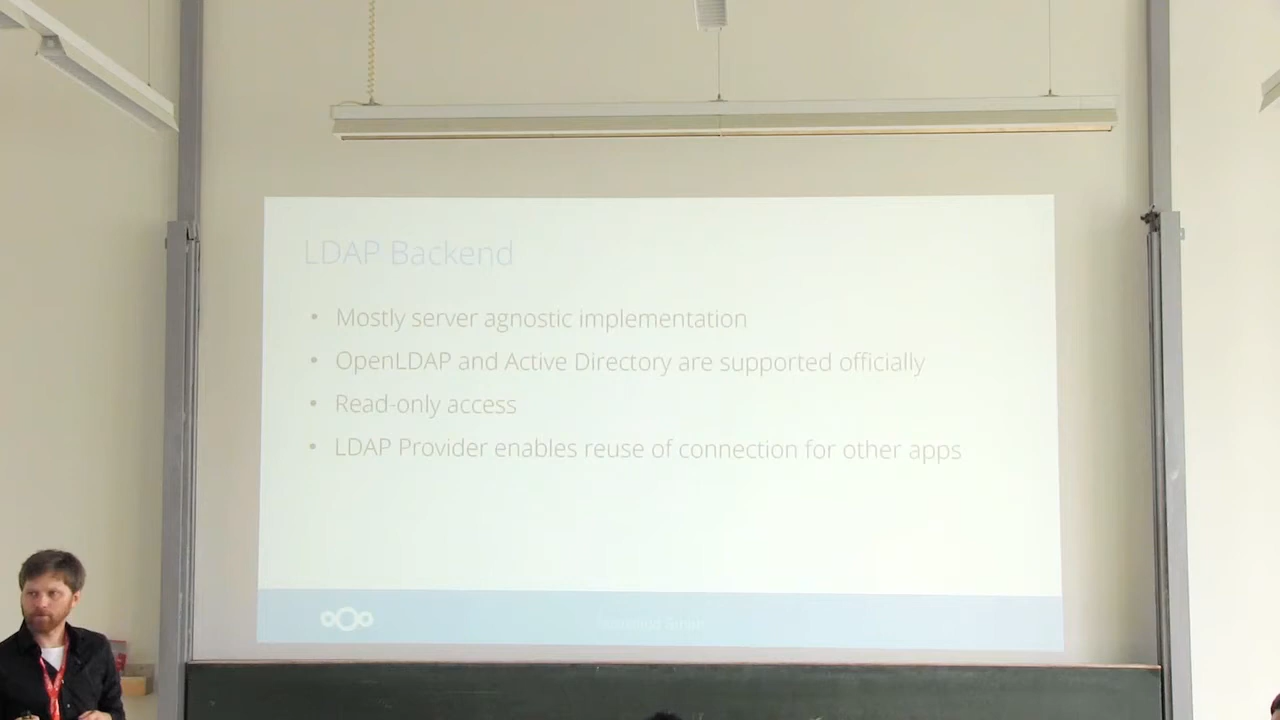 LDAP Backend
• Mostly server agnostic implementation
• OpenLDAP and Active Directory are supported officially
• Read-only access
• LDAP Provider enables reuse of connection for other apps